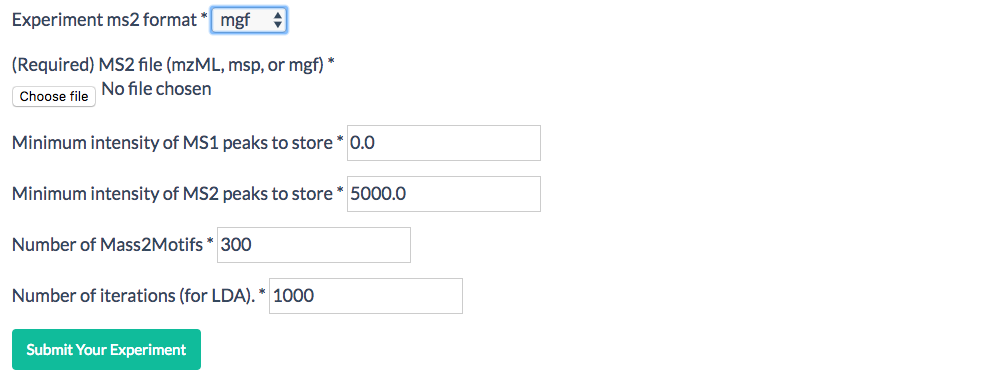 Experiment ms2 format * mgf
(Required) MS2 file (mzML, msp, or mgf) *
Choose file No file chosen
Minimum intensity of MS1 peaks to store * 0.0
Minimum intensity of MS2 peaks to store * 5000.0
Number of Mass2Motifs * 300
Number of iterations (for LDA). * 1000
Submit Your Experiment